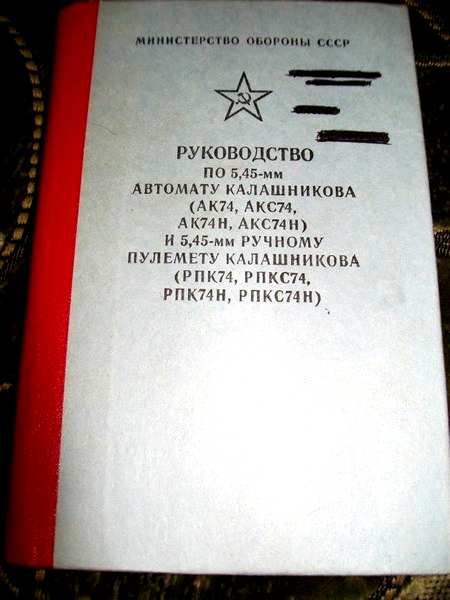 МИНИСТЕРСТВО ОБОРОНЫ СССР
РУКОВОДСТВО
ПО 5,45-мм
АВТОМАТУ КАЛАШНИКОВА
(АК74, АКС74,
АК74Н, АКС74Н)
И 5,45-мм РУЧНОМУ
ПУЛЕМЕТУ КАЛАШНИКОВА
(РПК74, РПКС74,
РПК74Н, РПКС74Н)